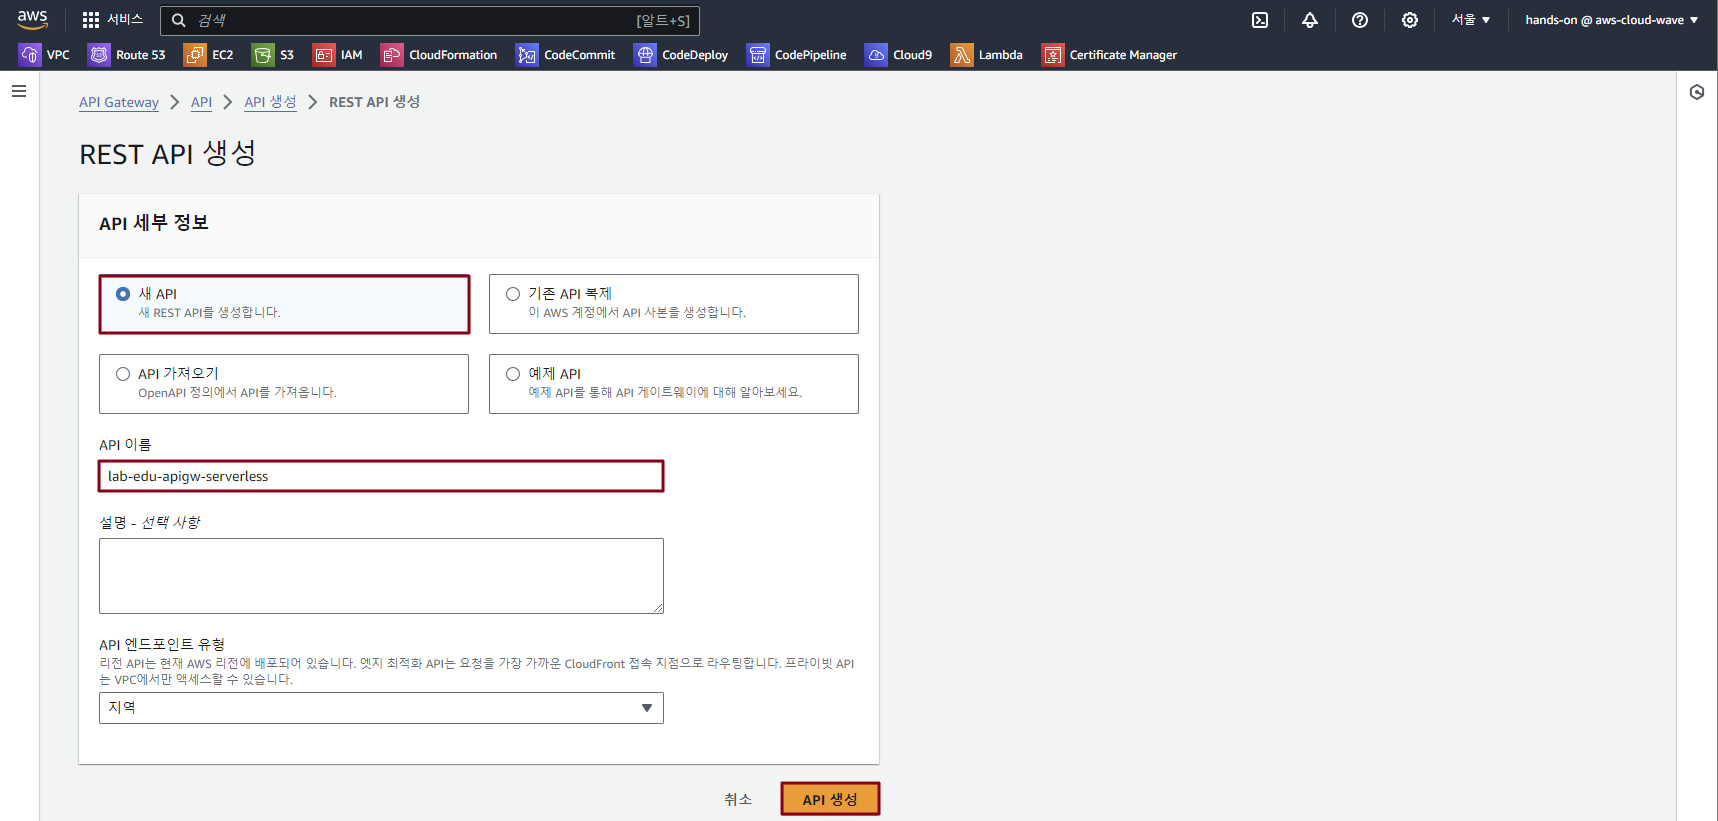 aws 서비스 검색 [알트+S] 서울 ▼ hands-on @ aws-cloud-wave ▼
VPC Route 53 EC2 S3 IAM CloudFormation CodeCommit CodeDeploy CodePipeline Cloud9 Lambda Certificate Manager
API Gateway > API > API 생성 > REST API 생성
REST API 생성
API 세부 정보
새 API
새 REST API를 생성합니다.
기존 API 복제
이 AWS 계정에서 API 사본을 생성합니다.
API 가져오기
OpenAPI 정의에서 API를 가져옵니다.
예제 API
예제 API를 통해 API 게이트웨이에 대해 알아보세요.
API 이름
lab-edu-apigw-serverless
설명 - 선택 사항
API 엔드포인트 유형
리전 API는 현재 AWS 리전에 배포되어 있습니다. 엣지 최적화 API는 요청을 가장 가까운 CloudFront 접속 지점으로 라우팅합니다. 프라이빗 API
는 VPC에서만 액세스할 수 있습니다.
지역
취소 API 생성